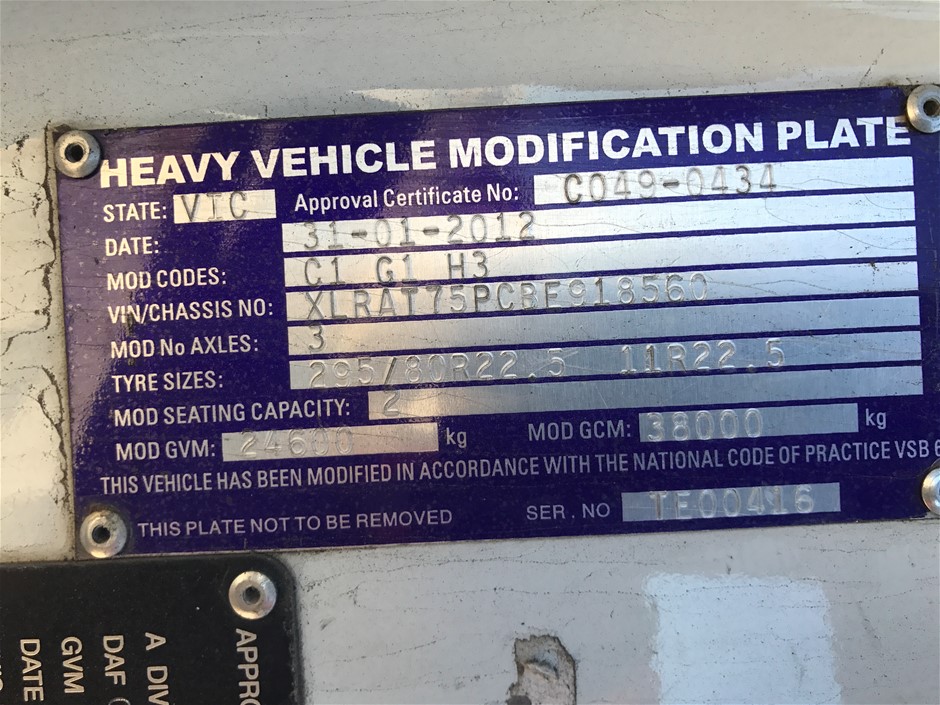 HEAVY VEHICLE MODIFICATION PLATE
STATE: VIC Approval Certificate No: C049-0434
DATE: 31-01-2012
MOD CODES: C1 G1 H3
VIN/CHASSIS NO: XLRAT75PCBE918560
MOD No AXLES: 3
TYRE SIZES: 295/80R22.5 11R22.5
MOD SEATING CAPACITY: 2
MOD GVM: 24600 kg MOD GCM: 38000 kg
THIS VEHICLE HAS BEEN MODIFIED IN ACCORDANCE WITH THE NATIONAL CODE OF PRACTICE VSB 6
THIS PLATE NOT TO BE REMOVED SER. NO TE00416
APPRO
A DIV
DAF
GVM
DATE